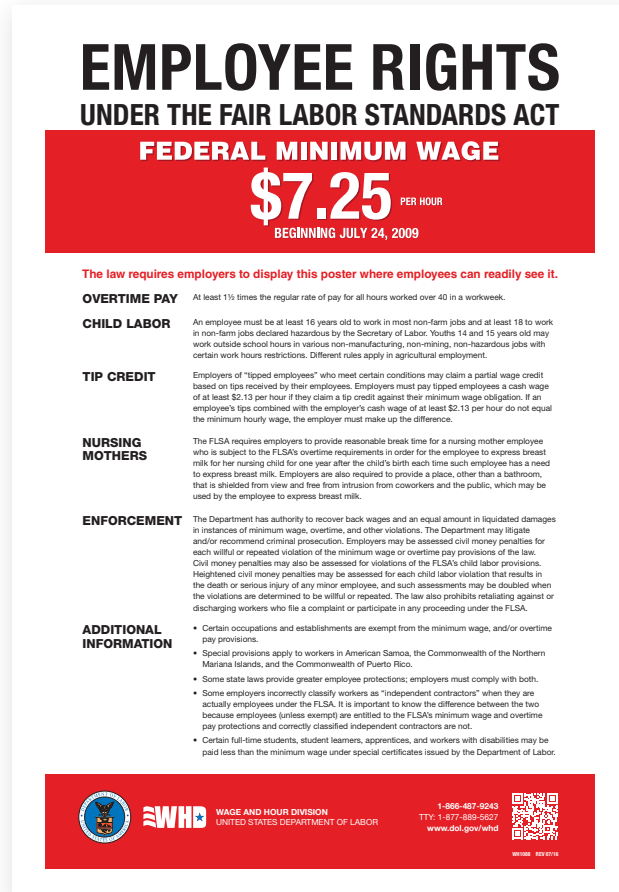 EMPLOYEE RIGHTS
UNDER THE FAIR LABOR STANDARDS ACT
FEDERAL MINIMUM WAGE
$7.25 PER HOUR
BEGINNING JULY 24, 2009
The law requires employers to display this poster where employees can readily see it.
OVERTIME PAY
At least 1½ times the regular rate of pay for all hours worked over 40 in a workweek.
CHILD LABOR
An employee must be at least 16 years old to work in most non-farm jobs and at least 18 to work
in non-farm jobs declared hazardous by the Secretary of Labor. Youths 14 and 15 years old may
work outside school hours in various non-manufacturing, non-mining, non-hazardous jobs with
certain work hours restrictions. Different rules apply in agricultural employment.
TIP CREDIT
Employers of “tipped employees” who meet certain conditions may claim a partial wage credit
based on tips received by their employees. Employers must pay tipped employees a cash wage
of at least $2.13 per hour if they claim a tip credit against their minimum wage obligation. If an
employee’s tips combined with the employer’s cash wage of at least $2.13 per hour do not equal
the minimum hourly wage, the employer must make up the difference.
NURSING
MOTHERS
The FLSA requires employers to provide reasonable break time for a nursing mother employee
who is subject to the FLSA’s overtime requirements in order for the employee to express breast
milk for her nursing child for one year after the child’s birth each time such employee has a need
to express breast milk. Employers are also required to provide a place, other than a bathroom,
that is shielded from view and free from intrusion from coworkers and the public, which may be
used by the employee to express breast milk.
ENFORCEMENT
The Department has authority to recover back wages and an equal amount in liquidated damages
in instances of minimum wage, overtime, and other violations. The Department may litigate
and/or recommend criminal prosecution. Employers may be assessed civil money penalties for
each willful or repeated violation of the minimum wage or overtime pay provisions of the law.
Civil money penalties may also be assessed for violations of the FLSA’s child labor provisions.
Heightened civil money penalties may be assessed for each child labor violation that results in
the death or serious injury of any minor employee, and such assessments may be doubled when
the violations are determined to be willful or repeated. The law also prohibits retaliating against or
discharging workers who file a complaint or participate in any proceeding under the FLSA.
ADDITIONAL
INFORMATION
• Certain occupations and establishments are exempt from the minimum wage, and/or overtime
pay provisions.
• Special provisions apply to workers in American Samoa, the Commonwealth of the Northern
Mariana Islands, and the Commonwealth of Puerto Rico.
• Some state laws provide greater employee protections; employers must comply with both.
• Some employers incorrectly classify workers as “independent contractors” when they are
actually employees under the FLSA. It is important to know the difference between the two
because employees (unless exempt) are entitled to the FLSA’s minimum wage and overtime
pay protections and correctly classified independent contractors are not.
• Certain full-time students, student learners, apprentices, and workers with disabilities may be
paid less than the minimum wage under special certificates issued by the Department of Labor.
WHD
WAGE AND HOUR DIVISION
UNITED STATES DEPARTMENT OF LABOR
1-866-487-9243
TTY: 1-877-889-5627
www.dol.gov/whd
WH1088 REV 07/16